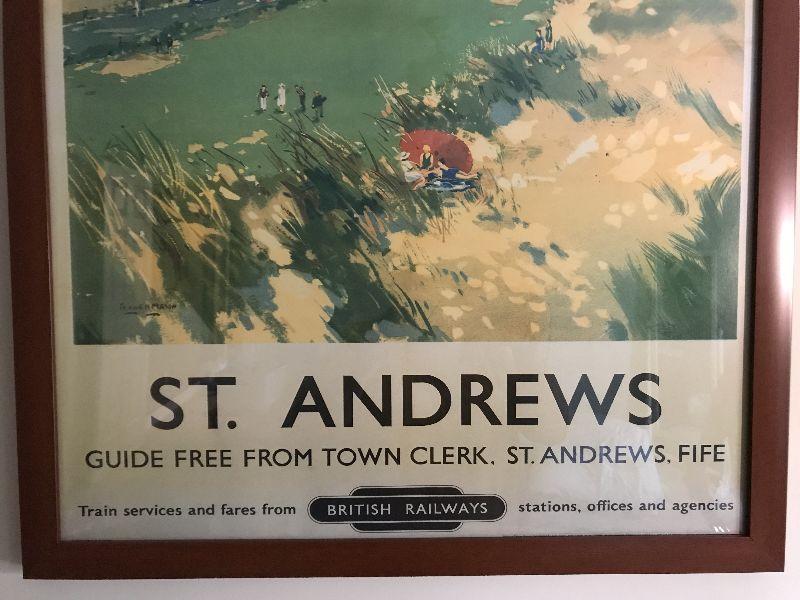 ST. ANDREWS
GUIDE FREE FROM TOWN CLERK, ST. ANDREWS, FIFE
Train services and fares from BRITISH RAILWAYS stations, offices and agencies